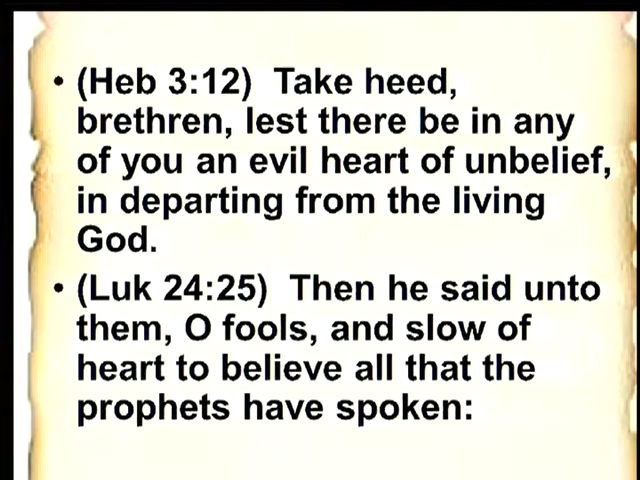 • (Heb 3:12)  Take heed,
brethren, lest there be in any
of you an evil heart of unbelief,
in departing from the living
God.
• (Luk 24:25)  Then he said unto
them, O fools, and slow of
heart to believe all that the
prophets have spoken: